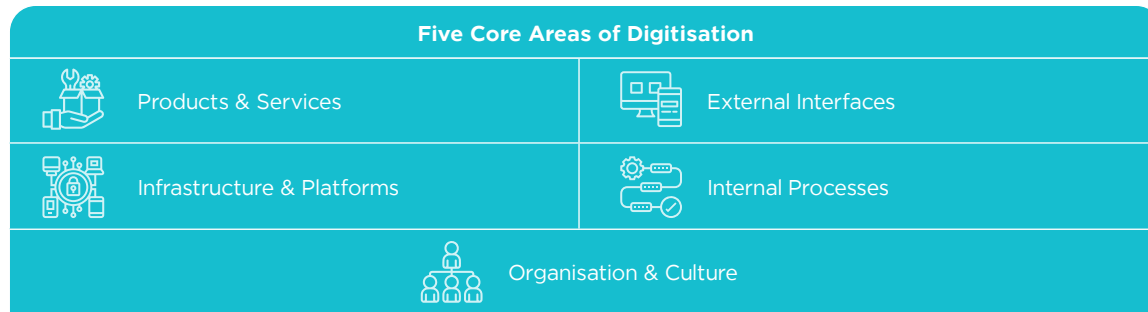 Five Core Areas of Digitisation
Products & Services
External Interfaces
Infrastructure & Platforms
Internal Processes
Organisation & Culture